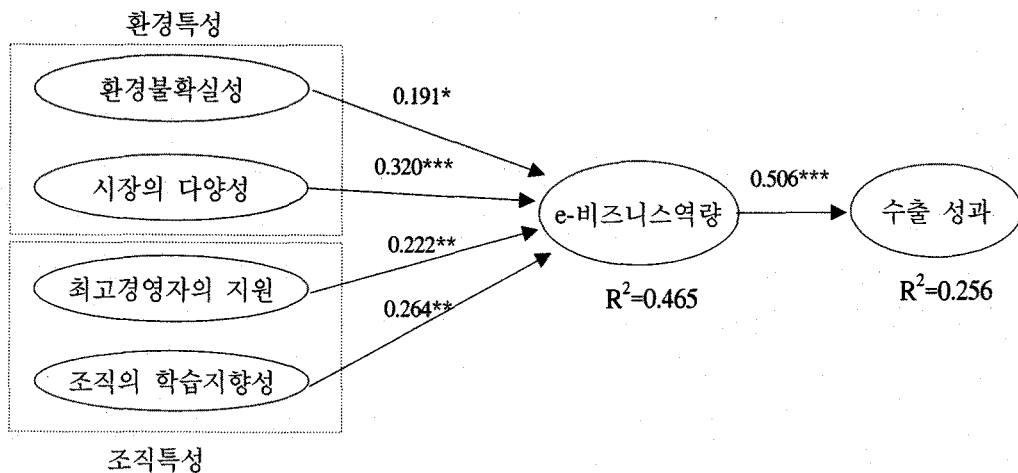 환경특성
환경불확실성
0.191*
시장의 다양성
0.320***
e-비즈니스역량
0.506***
수출 성과
최고경영자의 지원
0.222**
R²=0.465
R²=0.256
0.264**
조직의 학습지향성
조직특성